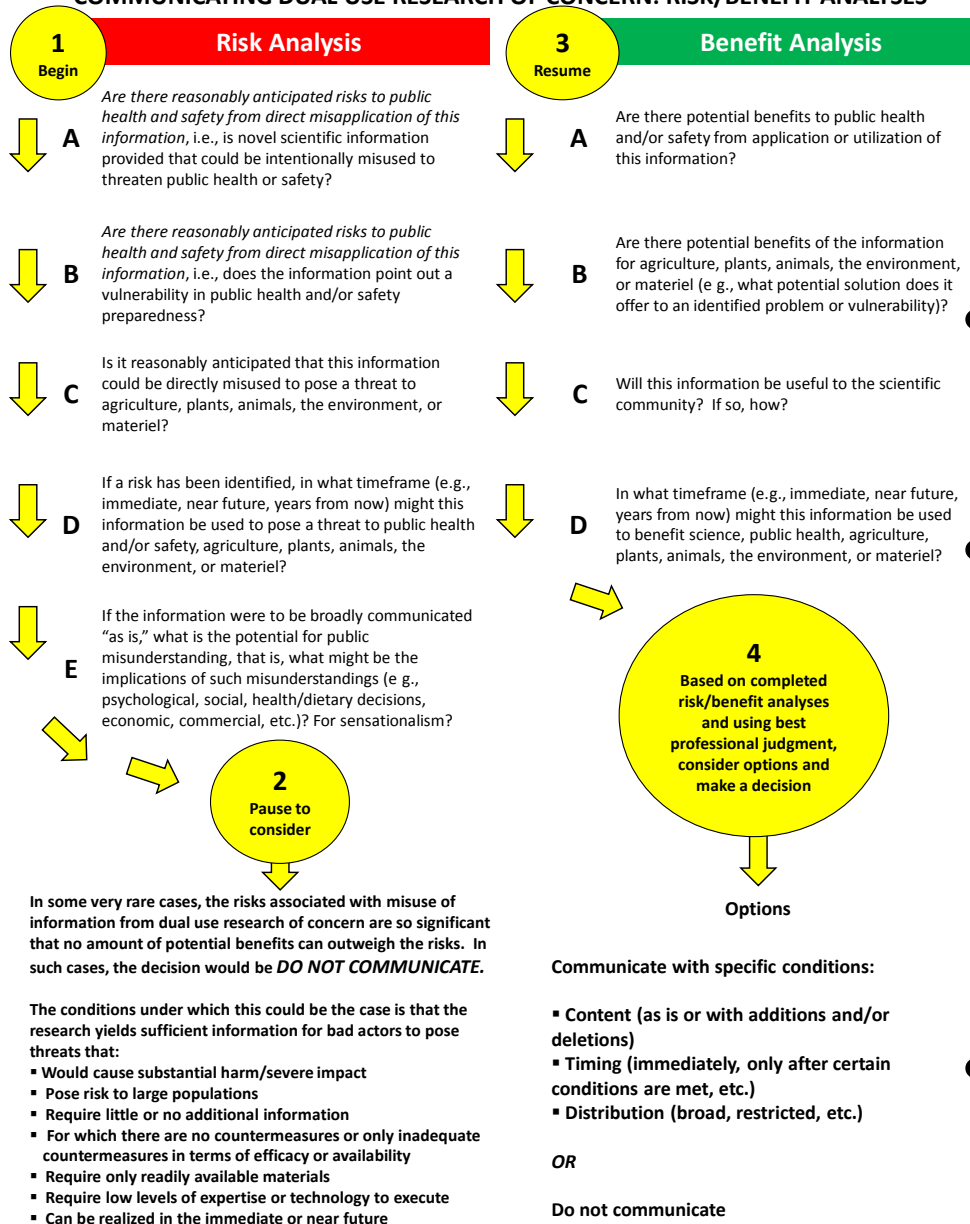 COMMUNICATING DUAL USE RESEARCH OF CONCERN: RISK/BENEFIT ANALYSES
1
Begin
Risk Analysis
A
Are there reasonably anticipated risks to public
health and safety from direct misapplication of this
information, i.e., is novel scientific information
provided that could be intentionally misused to
threaten public health or safety?
B
Are there reasonably anticipated risks to public
health and safety from direct misapplication of this
information, i.e., does the information point out a
vulnerability in public health and/or safety
preparedness?
C
Is it reasonably anticipated that this information
could be directly misused to pose a threat to
agriculture, plants, animals, the environment, or
materiel?
D
If a risk has been identified, in what timeframe (e.g.,
immediate, near future, years from now) might this
information be used to pose a threat to public health
and/or safety, agriculture, plants, animals, the
environment, or materiel?
E
If the information were to be broadly communicated
“as is,” what is the potential for public
misunderstanding, that is, what might be the
implications of such misunderstandings (e g.,
psychological, social, health/dietary decisions,
economic, commercial, etc.)? For sensationalism?
2
Pause to
consider
In some very rare cases, the risks associated with misuse of
information from dual use research of concern are so significant
that no amount of potential benefits can outweigh the risks. In
such cases, the decision would be DO NOT COMMUNICATE.
The conditions under which this could be the case is that the
research yields sufficient information for bad actors to pose
threats that:
▪ Would cause substantial harm/severe impact
▪ Pose risk to large populations
▪ Require little or no additional information
▪ For which there are no countermeasures or only inadequate
countermeasures in terms of efficacy or availability
▪ Require only readily available materials
▪ Require low levels of expertise or technology to execute
▪ Can be realized in the immediate or near future
3
Resume
Benefit Analysis
A
Are there potential benefits to public health
and/or safety from application or utilization of
this information?
B
Are there potential benefits of the information
for agriculture, plants, animals, the environment,
or materiel (e g., what potential solution does it
offer to an identified problem or vulnerability)?
C
Will this information be useful to the scientific
community? If so, how?
D
In what timeframe (e.g., immediate, near future,
years from now) might this information be used
to benefit science, public health, agriculture,
plants, animals, the environment, or materiel?
4
Based on completed
risk/benefit analyses
and using best
professional judgment,
consider options and
make a decision
Options
Communicate with specific conditions:
▪ Content (as is or with additions and/or
deletions)
▪ Timing (immediately, only after certain
conditions are met, etc.)
▪ Distribution (broad, restricted, etc.)
OR
Do not communicate